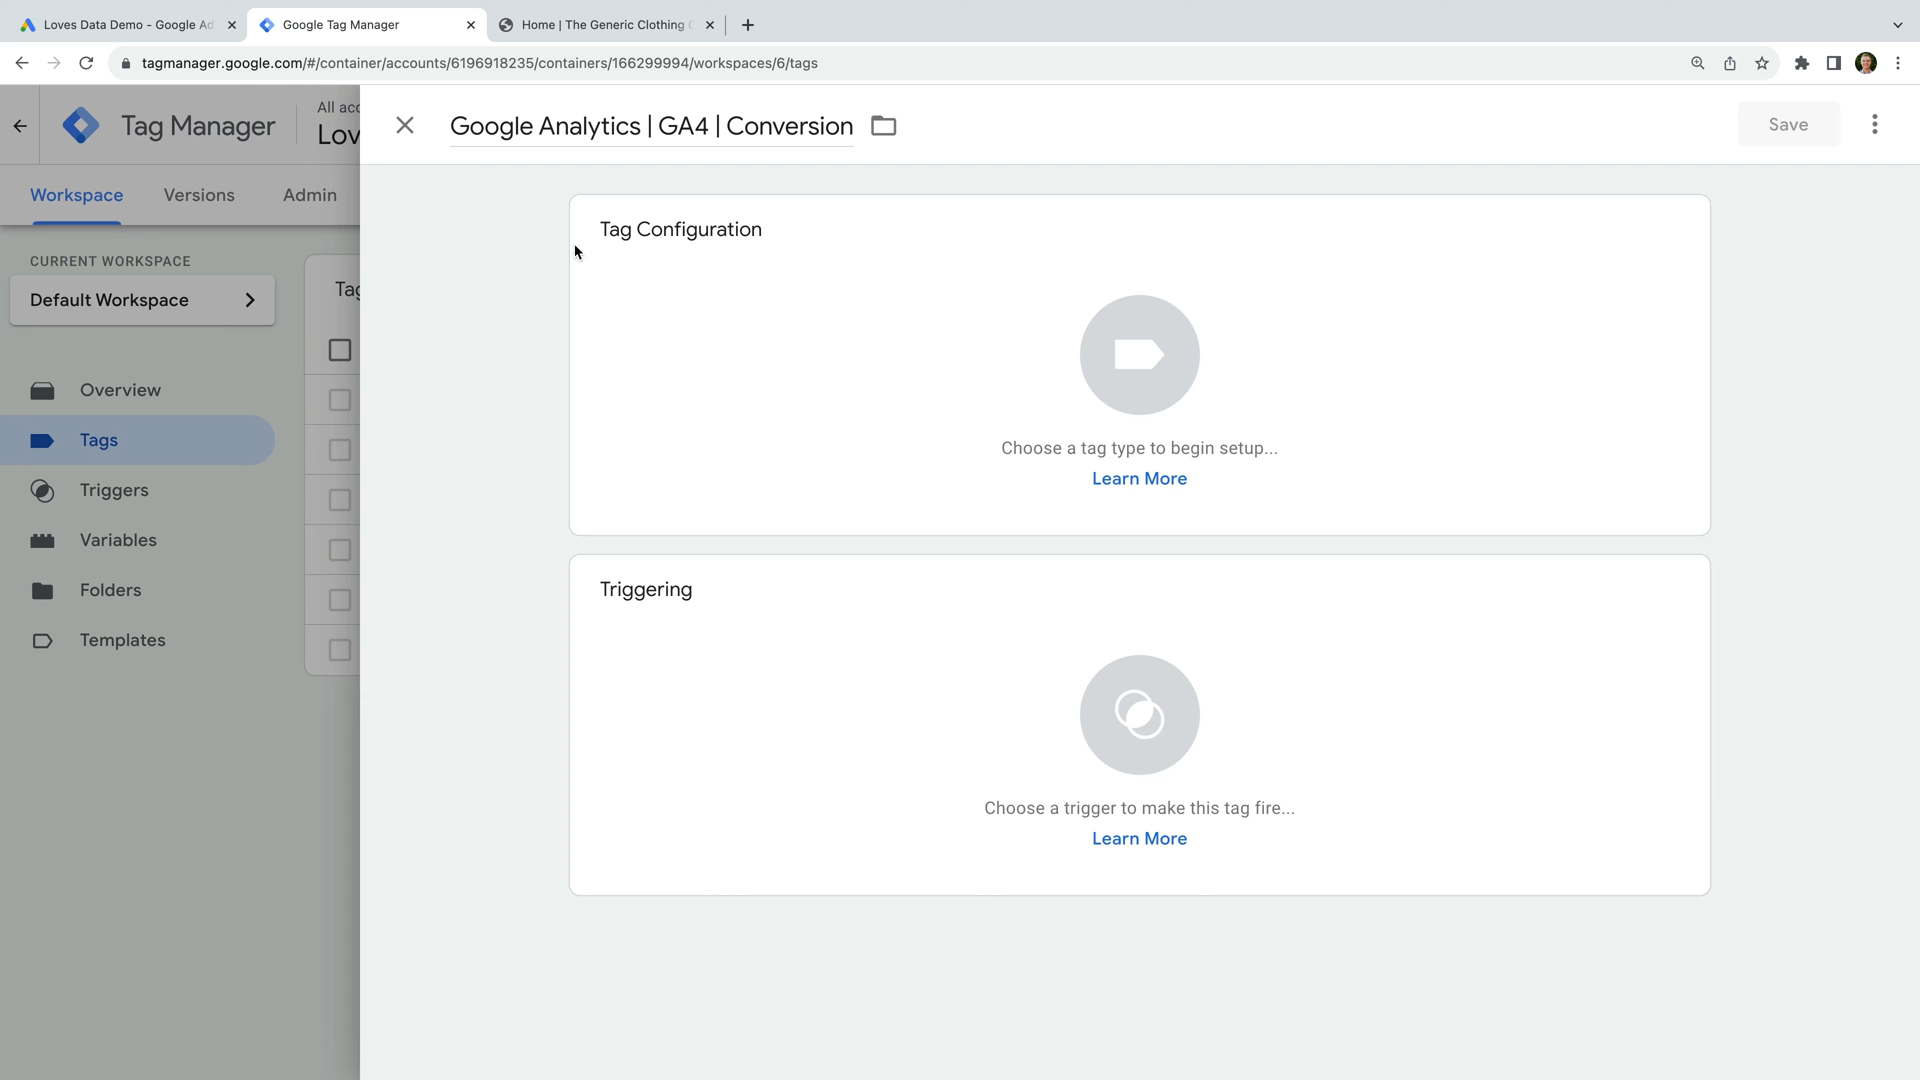 Loves Data Demo - Google Ad
Google Tag Manager
Home | The Generic Clothing
tagmanager.google.com/#/container/accounts/6196918235/containers/166299994/workspaces/6/tags
Tag Manager
All acc
Lov
Google Analytics | GA4 | Conversion
Save
Workspace
Versions
Admin
CURRENT WORKSPACE
Default Workspace
Tag
Overview
Tags
Triggers
Variables
Folders
Templates
Tag Configuration
Choose a tag type to begin setup...
Learn More
Triggering
Choose a trigger to make this tag fire...
Learn More